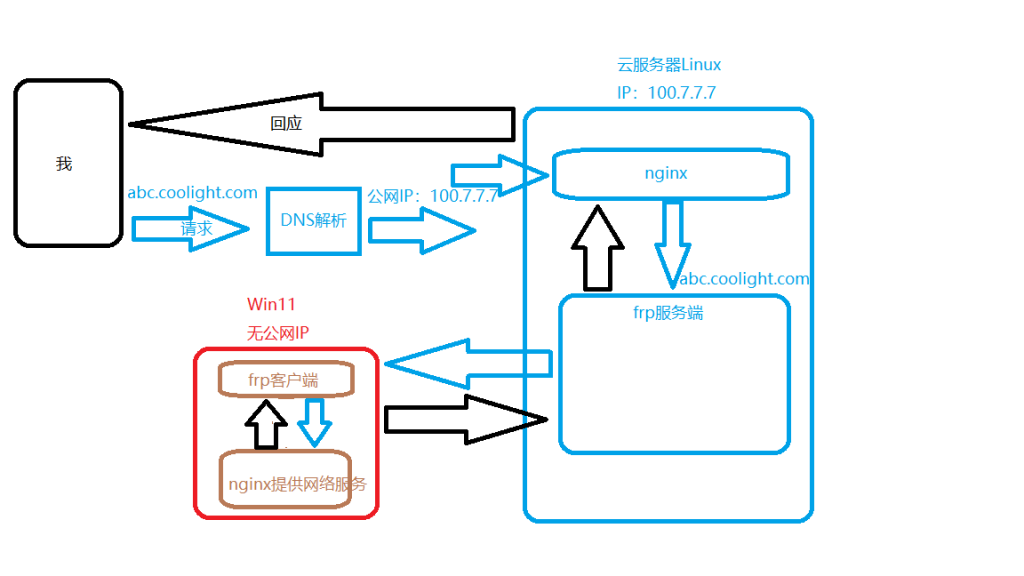 云服务器Linux
IP：100.7.7.7
回应
我
nginx
abc.coolight.com
公网IP：100.7.7.7
请求
DNS解析
abc.coolight.com
Win11
无公网IP
frp服务端
frp客户端
nginx提供网络服务